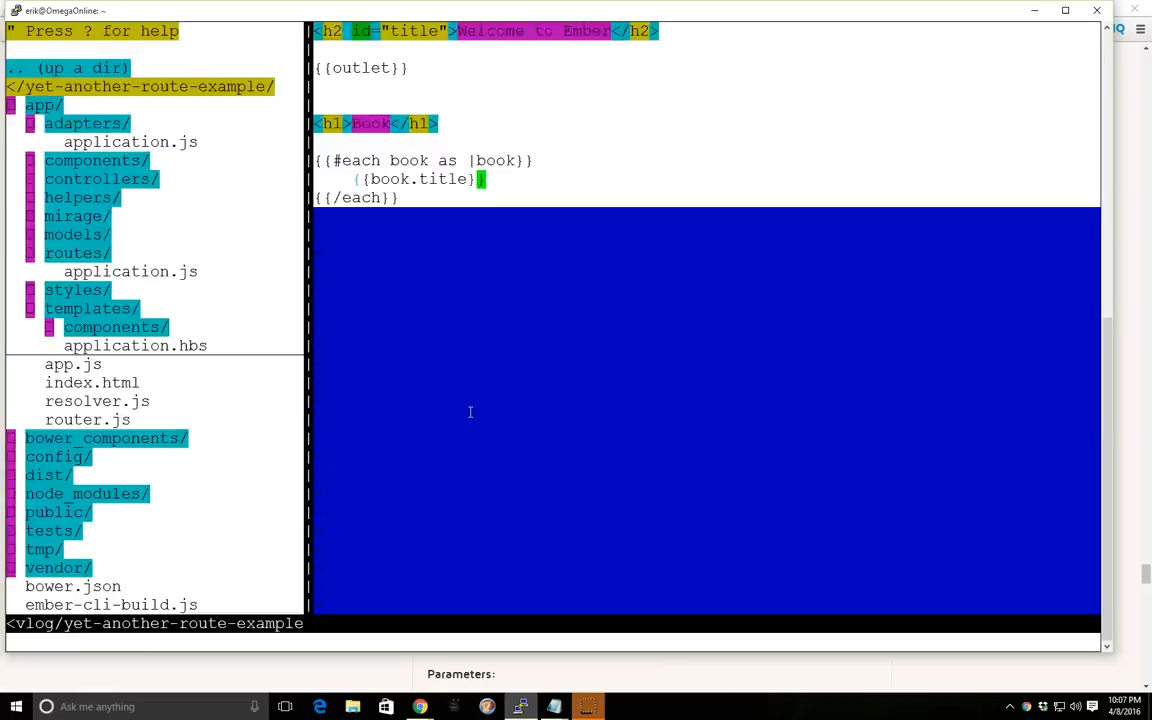 erik@OmegaOnline: ~
" Press ? for help
.. (up a dir)
</yet-another-route-example/
app/
adapters/
application.js
components/
controllers/
helpers/
mirage/
models/
routes/
application.js
styles/
templates/
components/
application.hbs
app.js
index.html
resolver.js
router.js
bower_components/
config/
dist/
node_modules/
public/
tests/
tmp/
vendor/
bower.json
ember-cli-build.js
<vlog/yet-another-route-example
<h2 id="title">Welcome to Ember</h2>
{{outlet}}
<h1>Book</h1>
{{#each book as |book}}
{{book.title}}
{{/each}}
Parameters:
Ask me anything
10:07 PM
4/8/2016